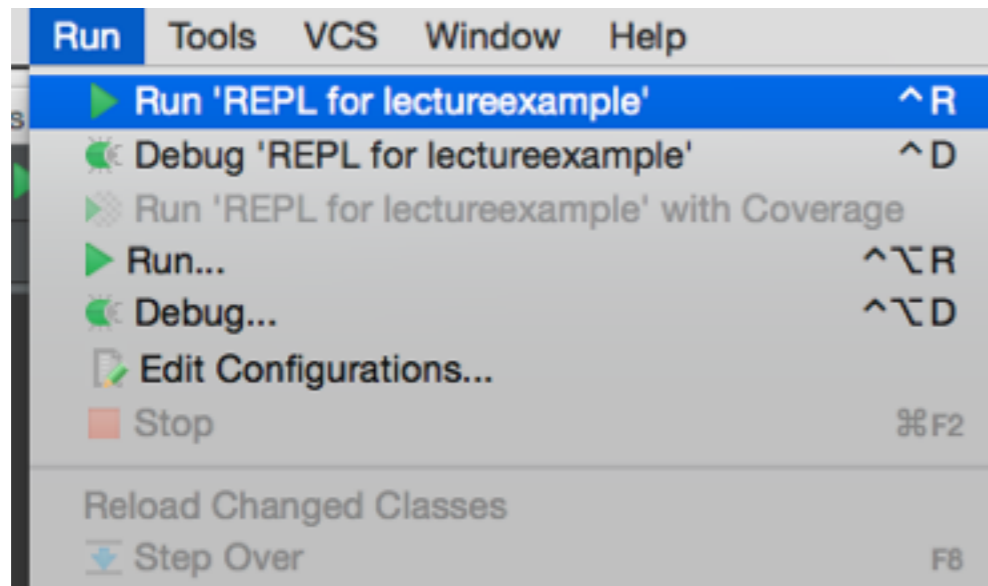 Run Tools VCS Window Help
s
Run 'REPL for lectureexample' ^R
Debug 'REPL for lectureexample' ^D
Run 'REPL for lectureexample' with Coverage
Run... ^⌥R
Debug... ^⌥D
Edit Configurations...
Stop ⌘F2
Reload Changed Classes
Step Over F8